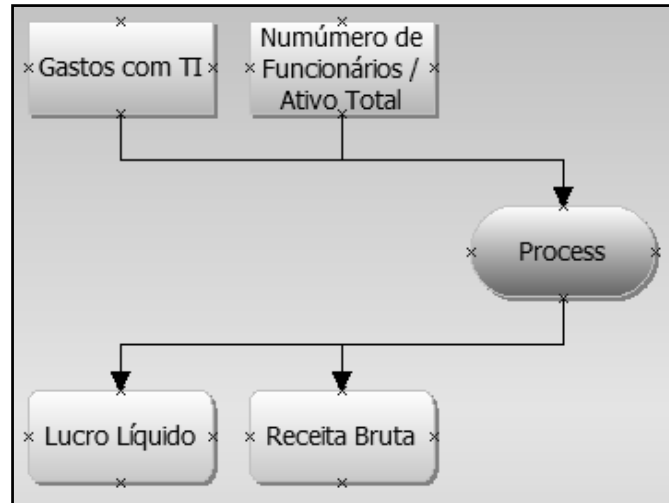 Gastos com TI
Numúmero de
Funcionários /
Ativo Total
Process
Lucro Líquido
Receita Bruta